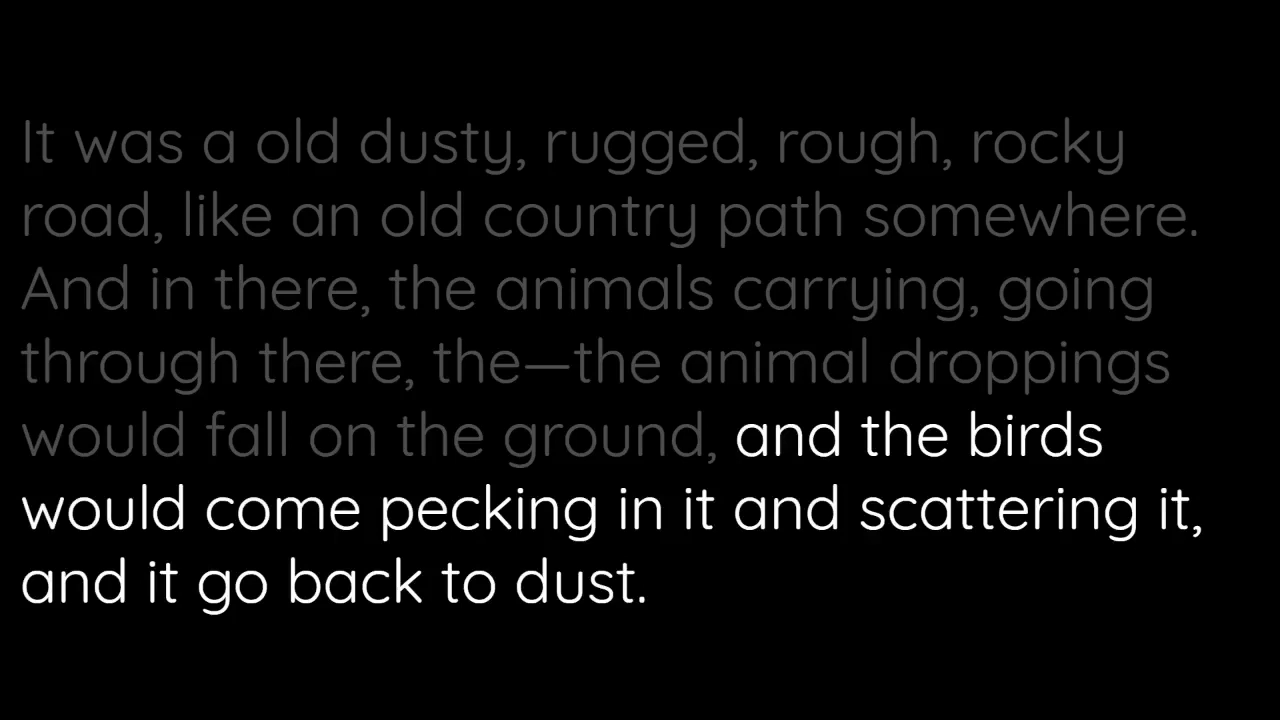 It was a old dusty, rugged, rough, rocky
road, like an old country path somewhere.
And in there, the animals carrying, going
through there, the—the animal droppings
would fall on the ground, and the birds
would come pecking in it and scattering it,
and it go back to dust.